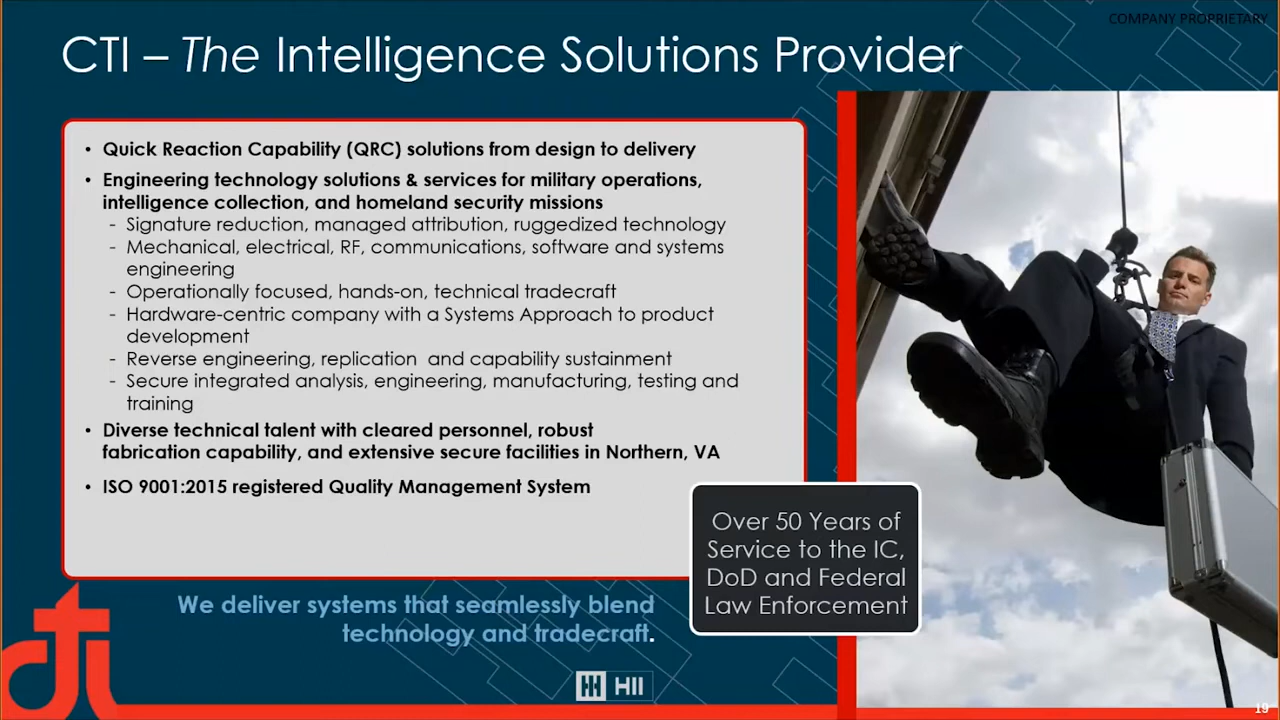 COMPANY PROPRIETARY
CTI – The Intelligence Solutions Provider
• Quick Reaction Capability (QRC) solutions from design to delivery
• Engineering technology solutions & services for military operations,
intelligence collection, and homeland security missions
- Signature reduction, managed attribution, ruggedized technology
- Mechanical, electrical, RF, communications, software and systems
engineering
- Operationally focused, hands-on, technical tradecraft
- Hardware-centric company with a Systems Approach to product
development
- Reverse engineering, replication and capability sustainment
- Secure integrated analysis, engineering, manufacturing, testing and
training
• Diverse technical talent with cleared personnel, robust
fabrication capability, and extensive secure facilities in Northern, VA
• ISO 9001:2015 registered Quality Management System
Over 50 Years of
Service to the IC,
DoD and Federal
Law Enforcement
We deliver systems that seamlessly blend
technology and tradecraft.
cti
HII
19